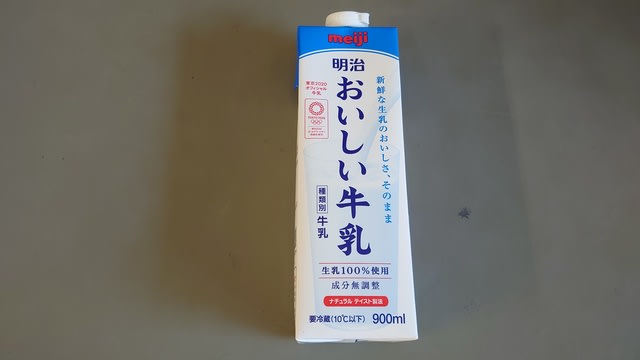 meiji
明治
おいしい牛乳
新鮮な生乳のおいしさ、そのまま
東京2020
オフィシャル
牛乳
種類別
牛乳
生乳100%使用
成分無調整
ナチュラル テイスト製法
要冷蔵(10℃以下) 900ml